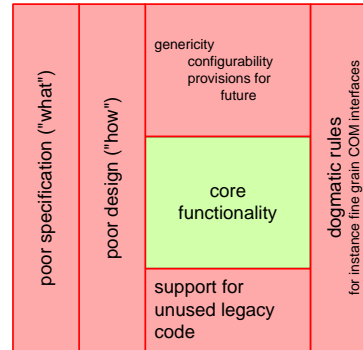 poor specification ("what")
poor design ("how")
genericity
configurability
provisions for
future
core
functionality
support for
unused legacy
code
dogmatic rules
for instance fine grain COM interfaces